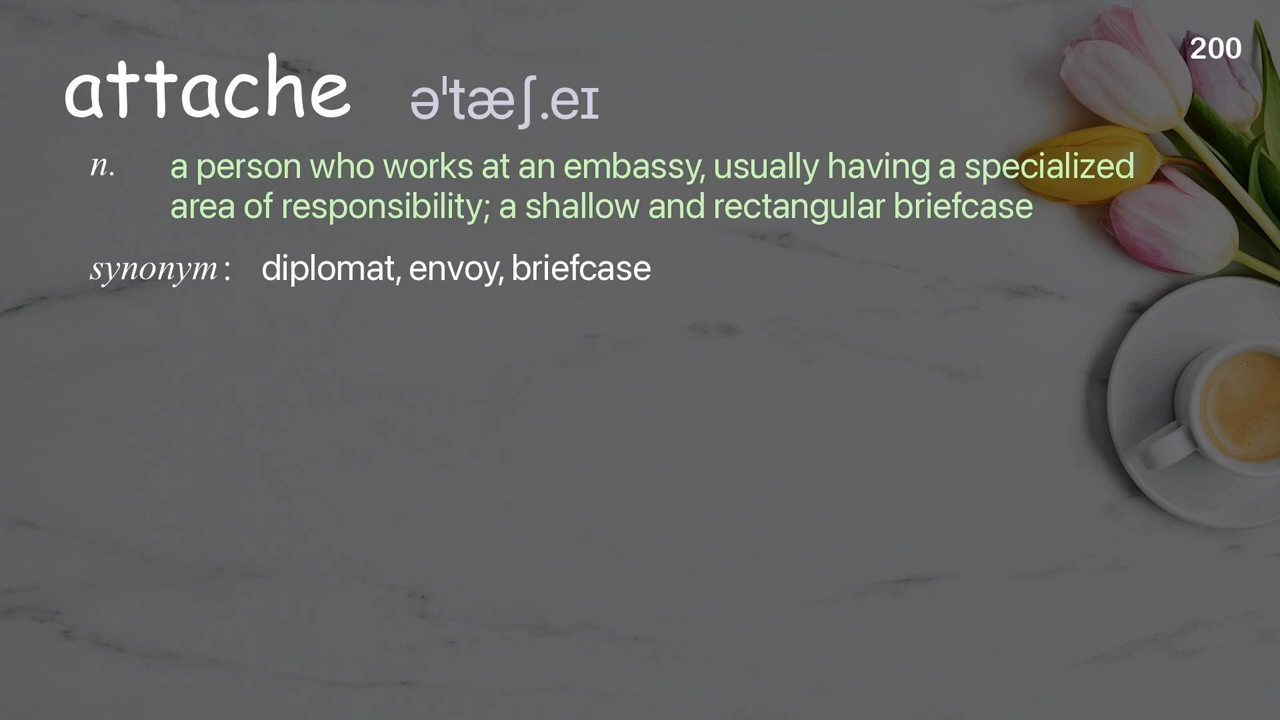 200
attache əˈtæʃ.eɪ
n. a person who works at an embassy, usually having a specialized
area of responsibility; a shallow and rectangular briefcase
synonym: diplomat, envoy, briefcase